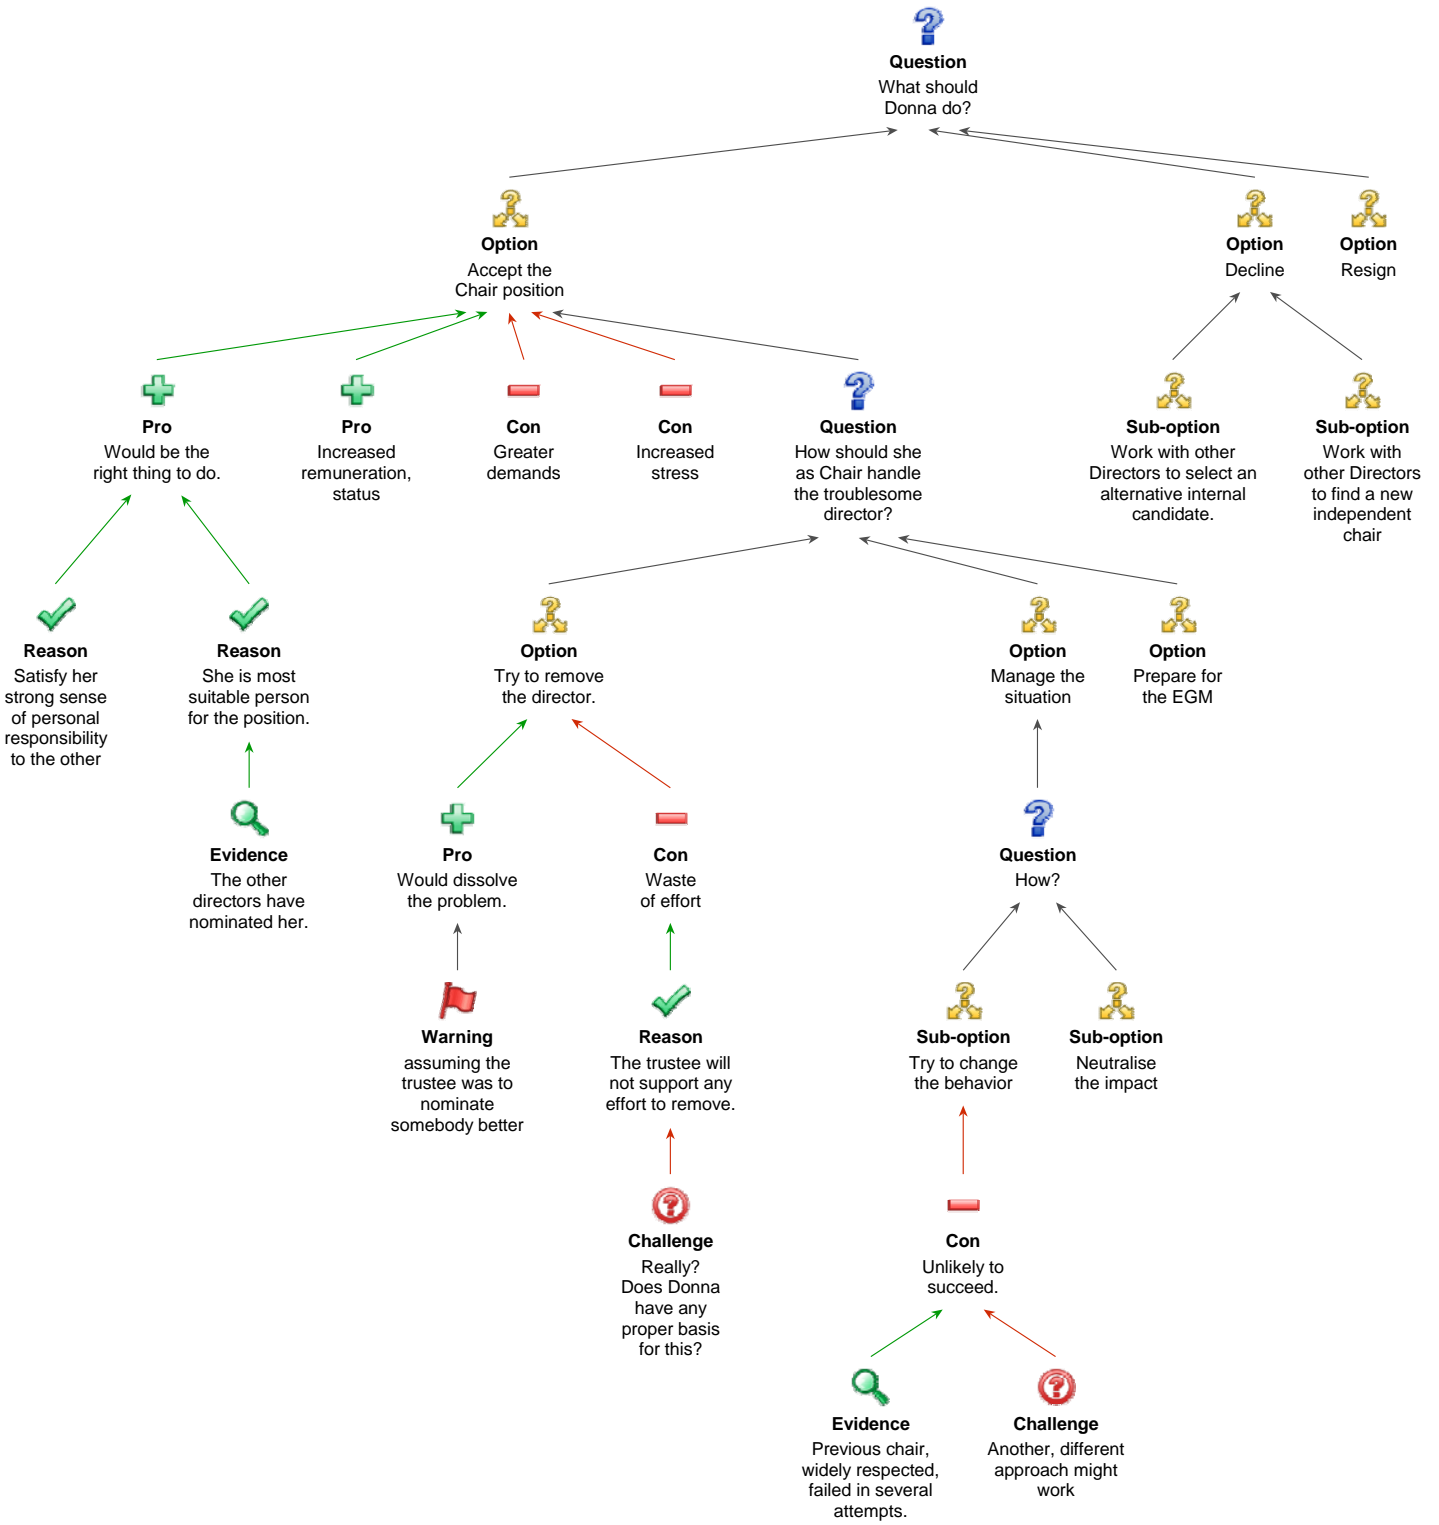 Question
What should
Donna do?
Option
Accept the
Chair position
Option
Decline
Option
Resign
Pro
Would be the
right thing to do.
Pro
Increased
remuneration,
status
Con
Greater
demands
Con
Increased
stress
Question
How should she
as Chair handle
the troublesome
director?
Sub-option
Work with other
Directors to select an
alternative internal
candidate.
Sub-option
Work with
other Directors
to find a new
independent
chair
Reason
Satisfy her
strong sense
of personal
responsibility
to the other
Reason
She is most
suitable person
for the position.
Option
Try to remove
the director.
Option
Manage the
situation
Option
Prepare for
the EGM
Evidence
The other
directors have
nominated her.
Pro
Would dissolve
the problem.
Con
Waste
of effort
Question
How?
Warning
assuming the
trustee was to
nominate
somebody better
Reason
The trustee will
not support any
effort to remove.
Sub-option
Try to change
the behavior
Sub-option
Neutralise
the impact
Challenge
Really?
Does Donna
have any
proper basis
for this?
Con
Unlikely to
succeed.
Evidence
Previous chair,
widely respected,
failed in several
attempts.
Challenge
Another, different
approach might
work